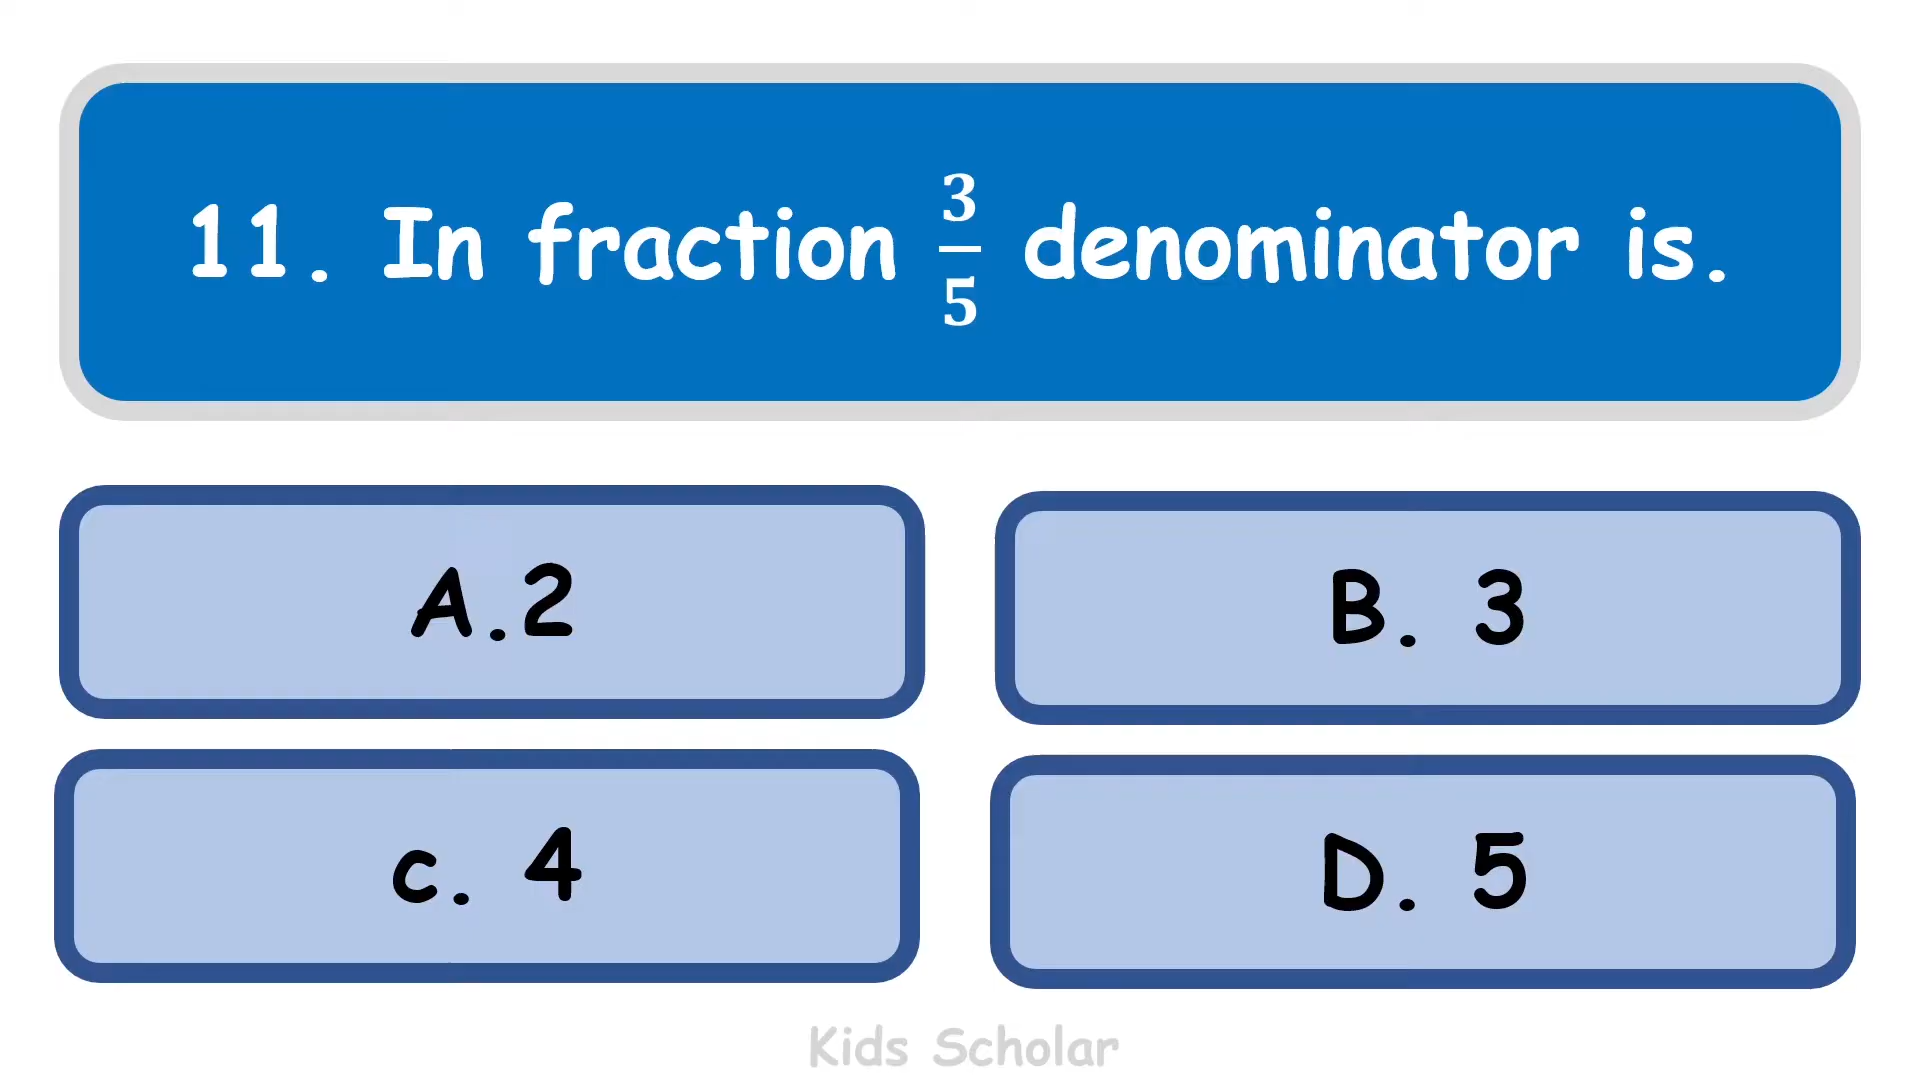 11. In fraction 3/5 denominator is.
A.2
B. 3
c. 4
D. 5
Kids Scholar